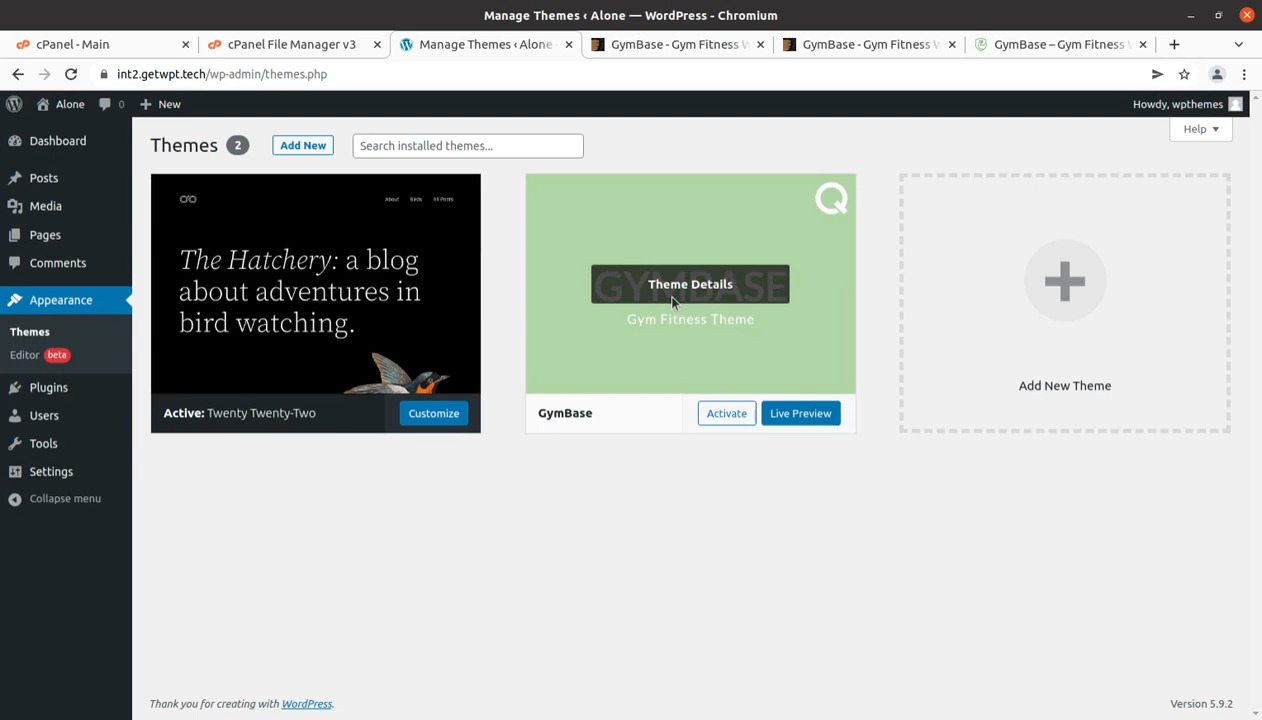 Manage Themes ‹ Alone — WordPress - Chromium
cPanel - Main
cPanel File Manager v3
Manage Themes ‹ Alone
GymBase - Gym Fitness W
GymBase - Gym Fitness W
GymBase – Gym Fitness
int2.getwpt.tech/wp-admin/themes.php
Alone
0
New
Howdy, wpthemes
Dashboard
Posts
Media
Pages
Comments
Appearance
Themes
Editor beta
Plugins
Users
Tools
Settings
Collapse menu
Themes 2
Add New
Search installed themes...
Help
About Birds All Posts
The Hatchery: a blog
about adventures in
bird watching.
Active: Twenty Twenty-Two
Customize
Q
GYMBASE
Theme Details
Gym Fitness Theme
GymBase
Activate
Live Preview
Add New Theme
Thank you for creating with WordPress.
Version 5.9.2